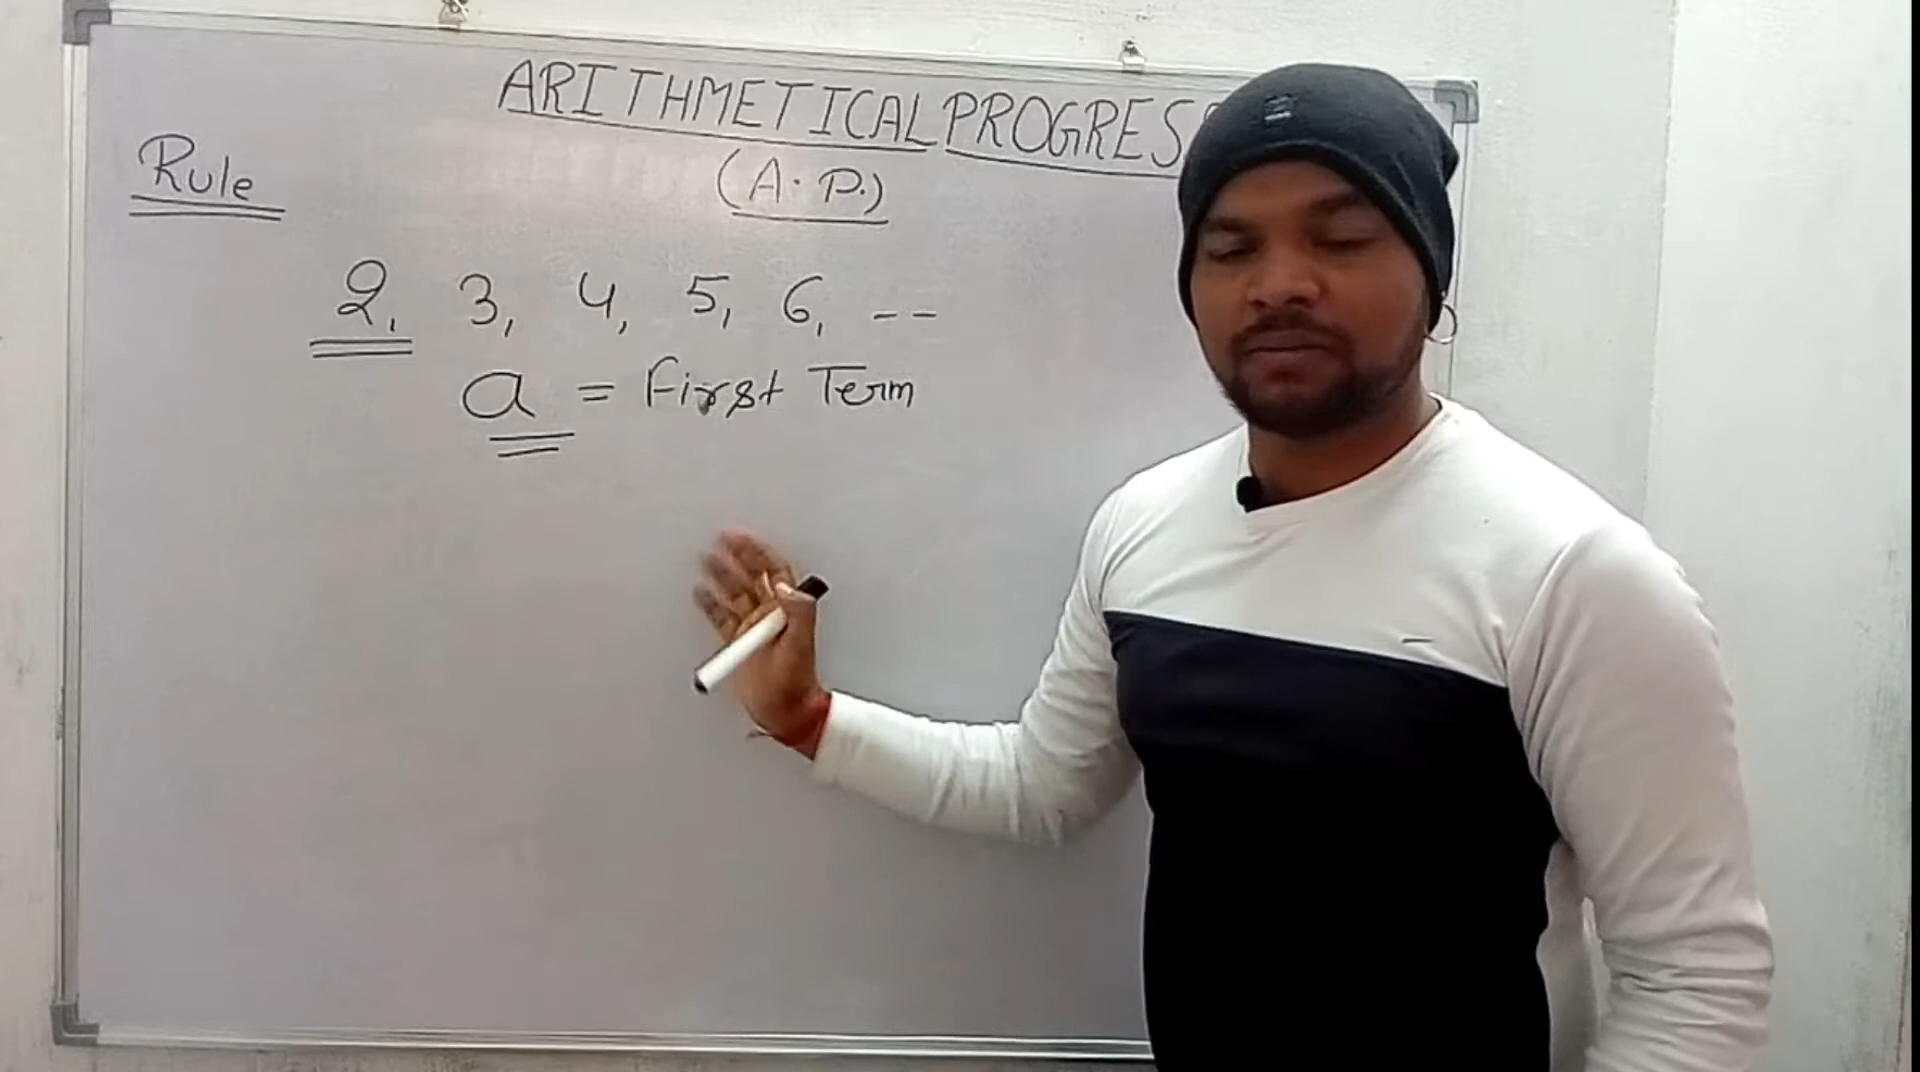 ARITHMETICAL PROGRES
Rule
(A.P.)
2, 3, 4, 5, 6, --
a = First Term